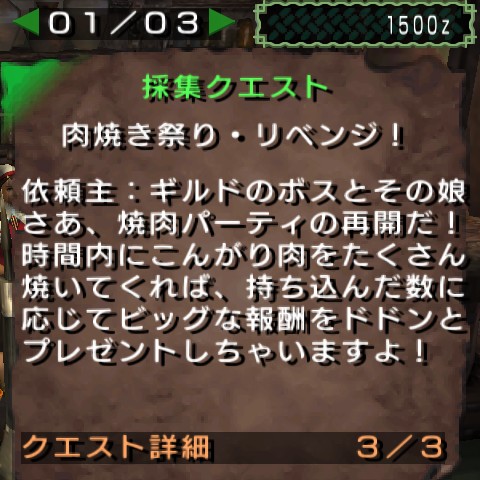 01/03
1500z
採集クエスト
肉焼き祭り・リベンジ！
依頼主：ギルドのボスとその娘
さあ、焼肉パーティの再開だ！
時間内にこんがり肉をたくさん
焼いてくれば、持ち込んだ数に
応じてビッグな報酬をドドンと
プレゼントしちゃいますよ！
クエスト詳細 3／3